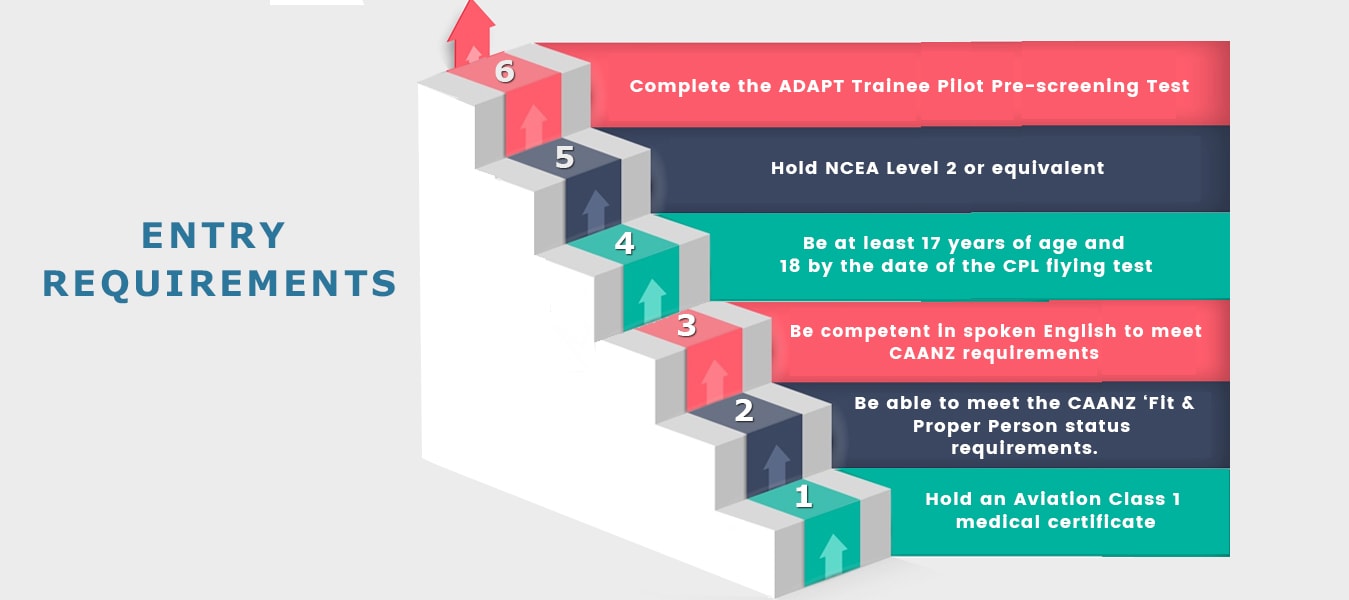 ENTRY
REQUIREMENTS
6
Complete the ADAPT Trainee Pilot Pre-screening Test
5
Hold NCEA Level 2 or equivalent
4
Be at least 17 years of age and
18 by the date of the CPL flying test
3
Be competent in spoken English to meet
CAANZ requirements
2
Be able to meet the CAANZ ‘Fit &
Proper Person status
requirements.
1
Hold an Aviation Class 1
medical certificate